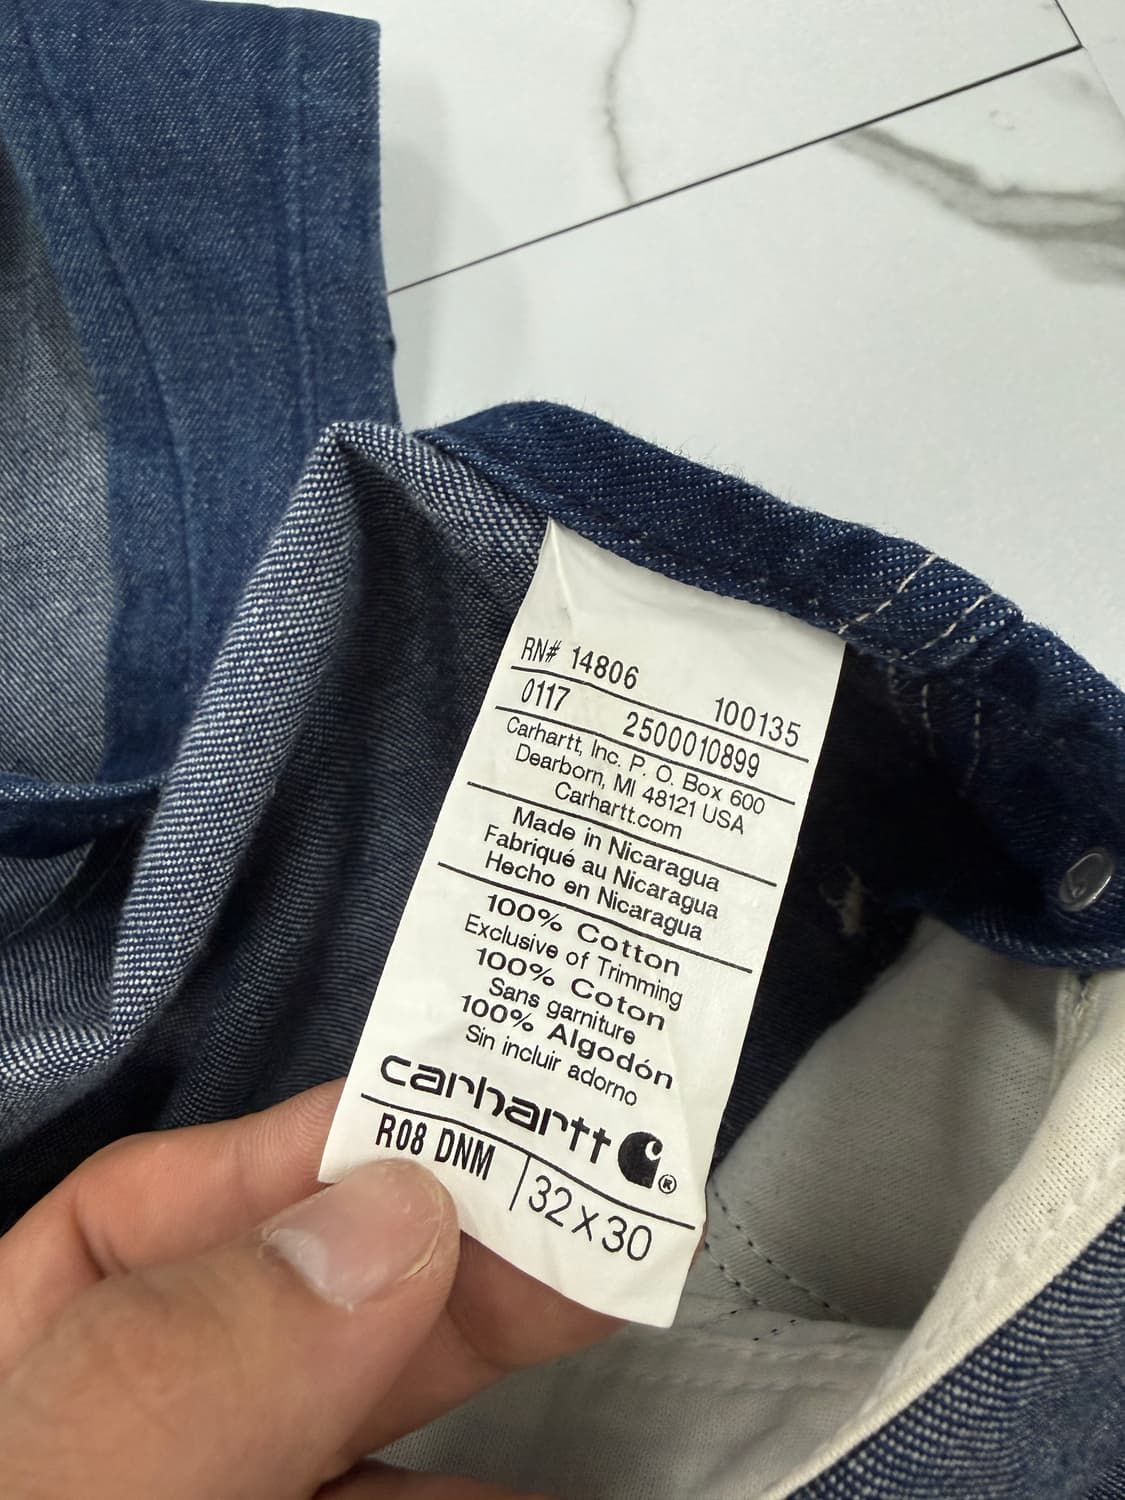 RN# 14806 100135
0117 2500010899
Carhartt, Inc. P. O. Box 600
Dearborn, MI 48121 USA
Carhartt.com
Made in Nicaragua
Fabriqué au Nicaragua
Hecho en Nicaragua
100% Cotton
Exclusive of Trimming
100% Coton
Sans garniture
100% Algodón
Sin incluir adorno
carhartt ®
R08 DNM 32x30